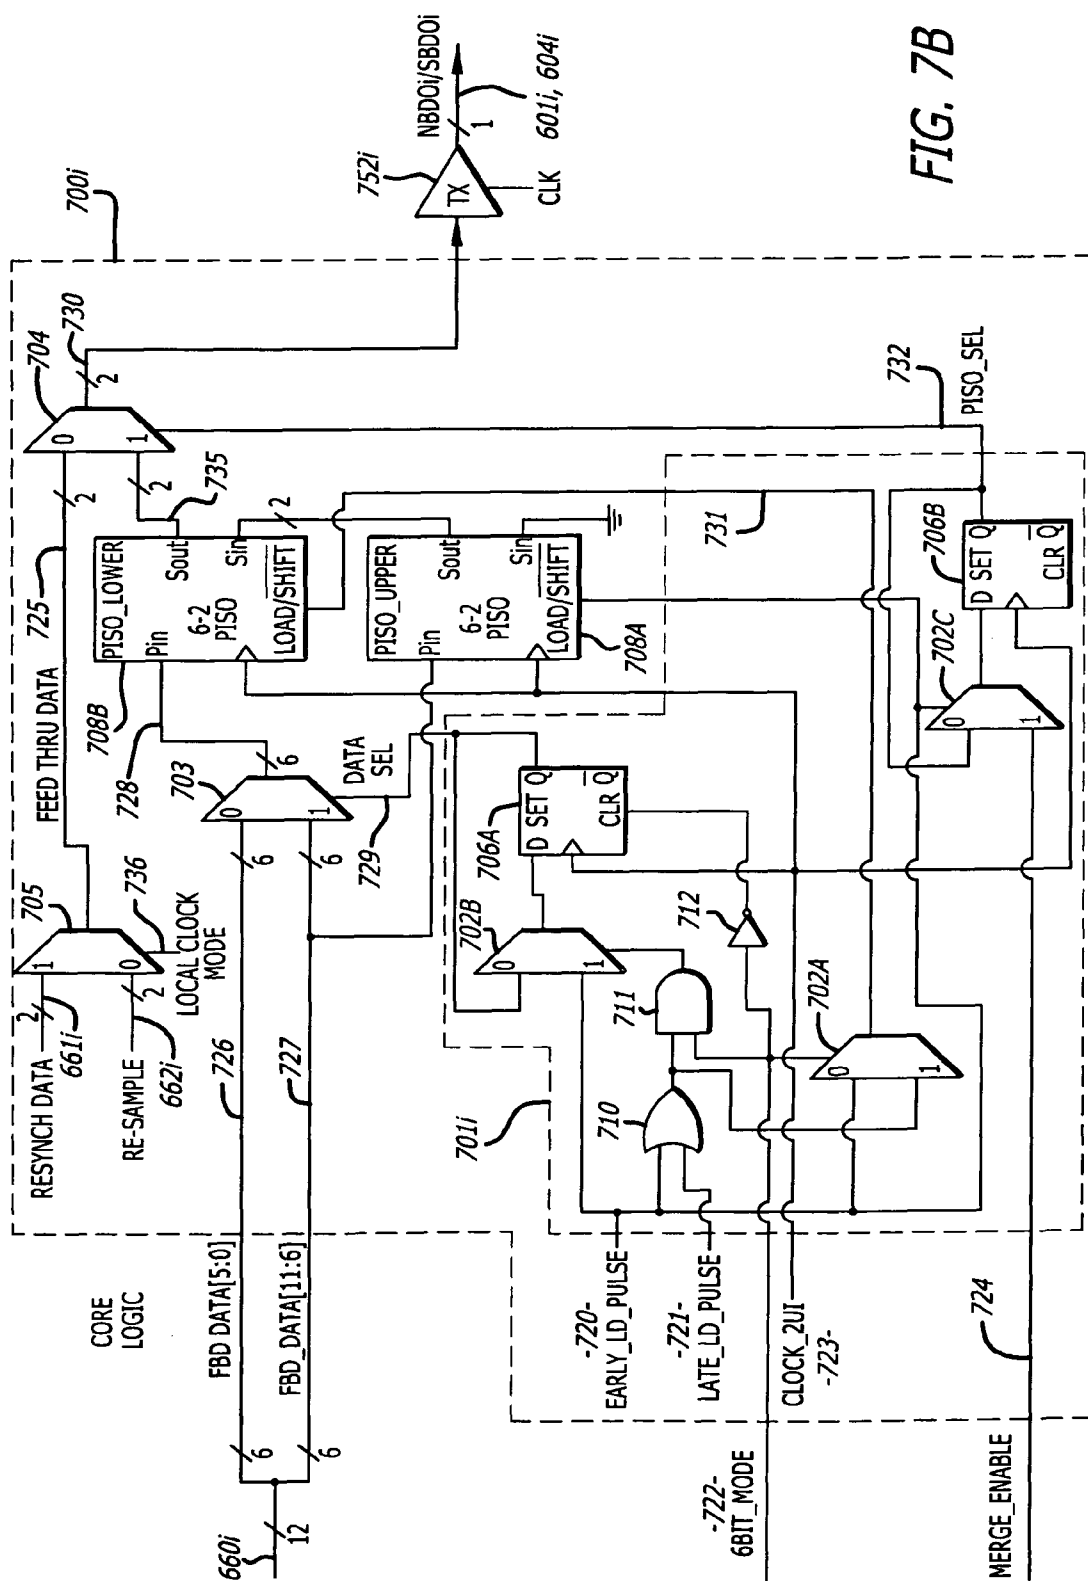 700i
704
730
2
0
1
2
2
725
FEED THRU DATA
735
752i
TX
CLK
NBDOi/SBDOi
1
601i, 604i
FIG. 7B
705
1
0
736
LOCAL CLOCK
MODE
RESYNCH DATA
2
661i
RE-SAMPLE
2
662i
708B
PISO_LOWER
Pin
6-2
PISO
Sout
Sin
LOAD/SHIFT
728
6
703
0
1
DATA
SEL
729
2
PISO_UPPER
Pin
6-2
PISO
Sout
Sin
LOAD/SHIFT
708A
731
732
PISO_SEL
CORE
LOGIC
FBD DATA[5:0]
FBD_DATA[11:6]
726
727
6
6
6
6
660i
12
701i
702B
0
1
706A
D SET Q
CLR Q
711
712
710
702A
0
1
702C
0
1
706B
D SET Q
CLR Q
-720-
EARLY_LD_PULSE
-721-
LATE_LD_PULSE
CLOCK_2UI
-723-
-722-
6BIT_MODE
724
MERGE_ENABLE